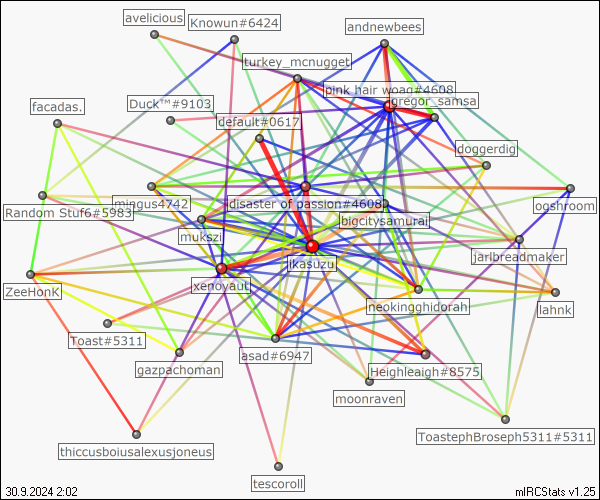 avelicious
Knowun#6424
andnewbees
turkey_mcnugget
pink hair woag#4608
gregor_samsa
Duck™#9103
facadas.
default#0617
doggerdig
mingus4742
disaster of passion#4608
ogshroom
Random Stuf6#5983
bigcitysamurai
mukszi
jarlbreadmaker
ikasuzu
xenovaut
ZeeHonK
neokingghidorah
lahnk
Toast#5311
asad#6947
gazpachoman
Heighleaigh#8575
moonraven
ToastephBroseph5311#5311
thiccusboiusalexusjoneus
tescoroll
30.9.2024 2:02
mIRCStats v1.25